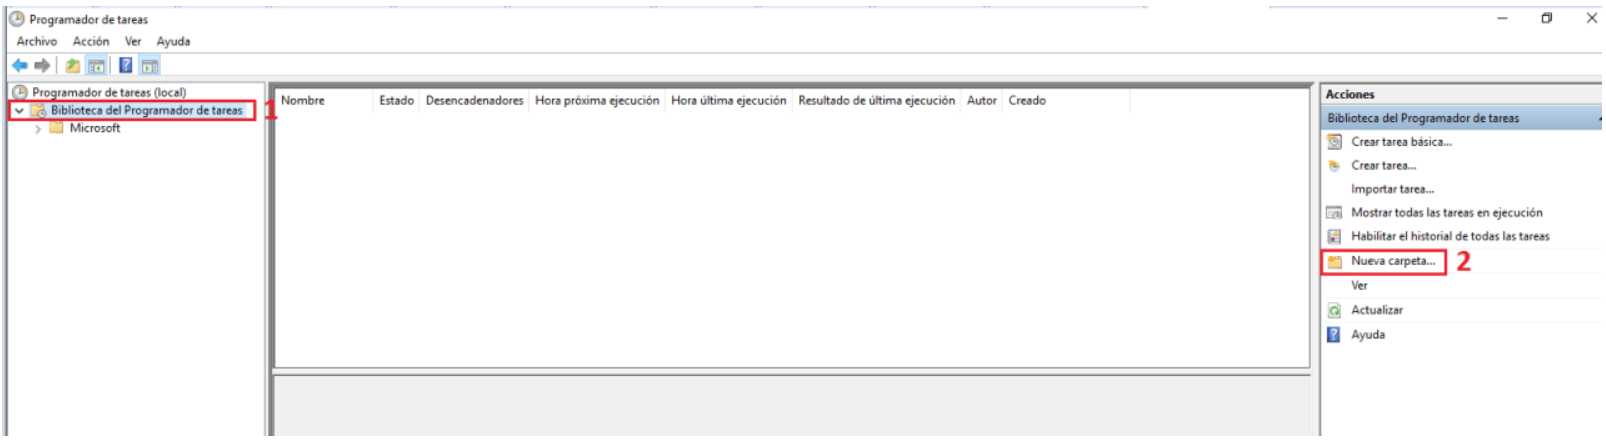 Programador de tareas
Archivo Acción Ver Ayuda
Programador de tareas (local)
Biblioteca del Programador de tareas 1
Microsoft
Nombre Estado Desencadenadores Hora próxima ejecución Hora última ejecución Resultado de última ejecución Autor Creado
Acciones
Biblioteca del Programador de tareas
Crear tarea básica...
Crear tarea...
Importar tarea...
Mostrar todas las tareas en ejecución
Habilitar el historial de todas las tareas
Nueva carpeta... 2
Ver
Actualizar
Ayuda